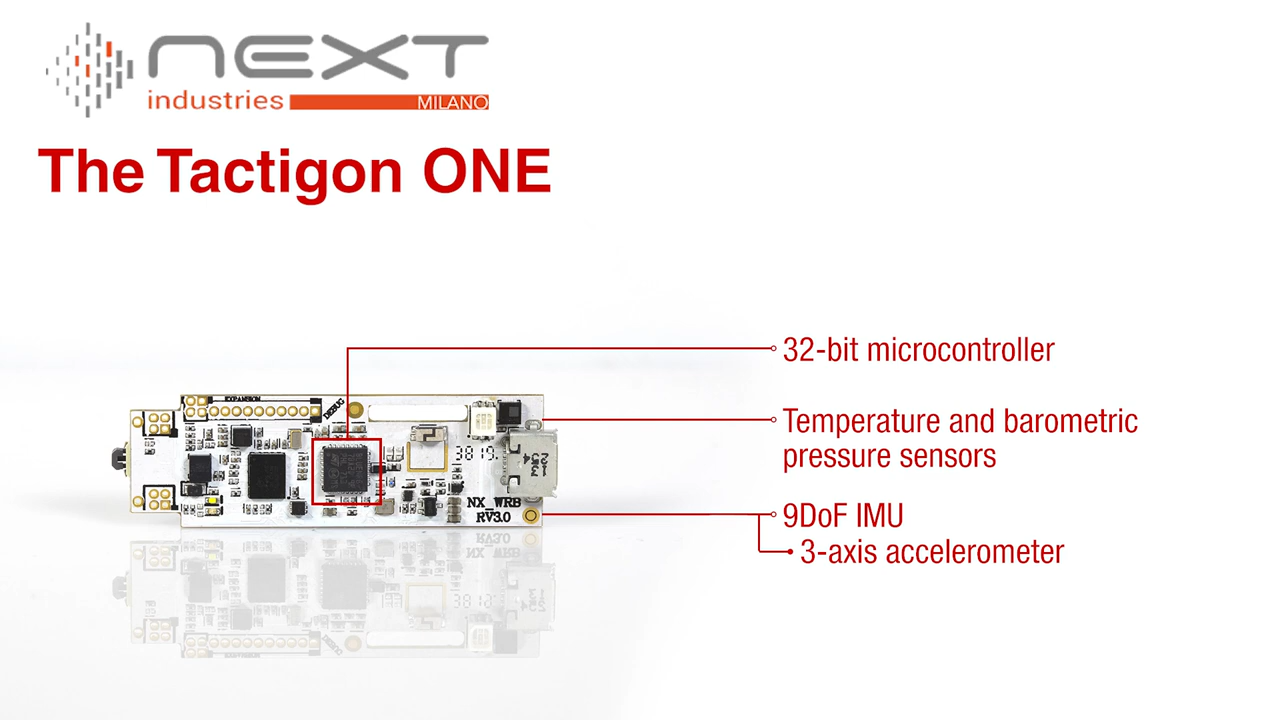 NEXT
industries
MILANO
The Tactigon ONE
32-bit microcontroller
Temperature and barometric
pressure sensors
9DoF IMU
3-axis accelerometer
EXPANSION
DEBUG
3819
NX_WRB
RV3.0